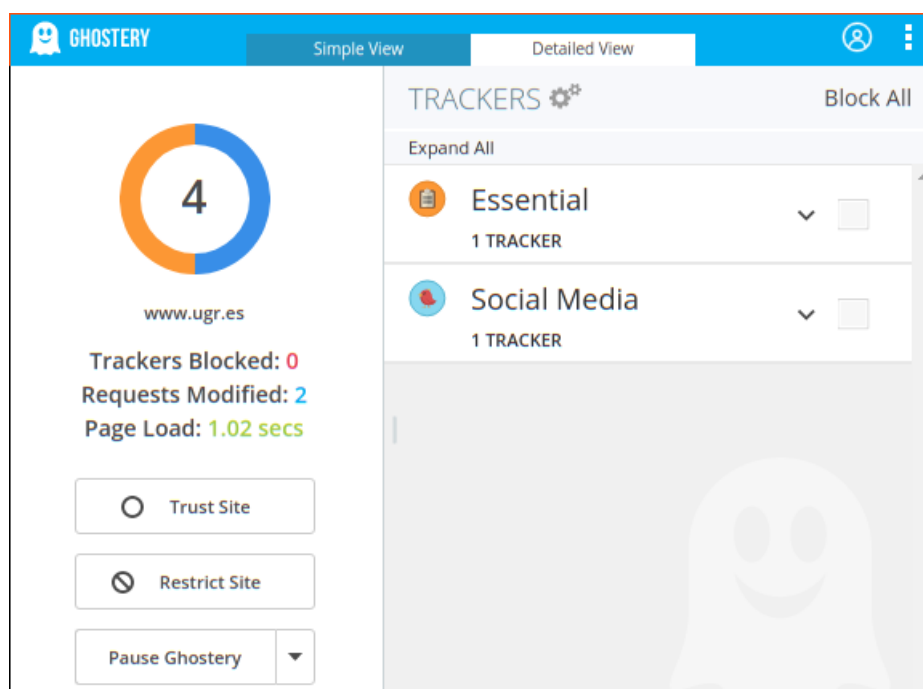 GHOSTERY
Simple View
Detailed View
4
www.ugr.es
Trackers Blocked: 0
Requests Modified: 2
Page Load: 1.02 secs
Trust Site
Restrict Site
Pause Ghostery
TRACKERS
Block All
Expand All
Essential
1 TRACKER
Social Media
1 TRACKER